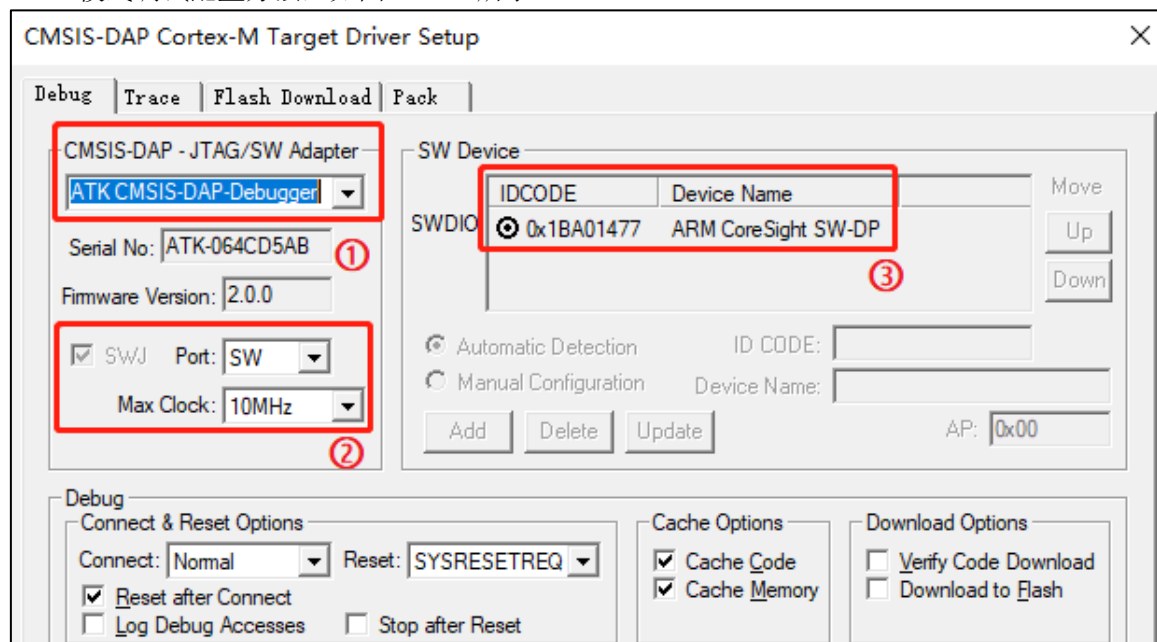 CMSIS-DAP Cortex-M Target Driver Setup
Debug Trace Flash Download Pack
CMSIS-DAP - JTAG/SW Adapter
ATK CMSIS-DAP-Debugger
Serial No: ATK-064CD5AB
①
Firmware Version: 2.0.0
SWJ Port: SW
Max Clock: 10MHz
②
SW Device
IDCODE Device Name
SWDIO 0x1BA01477 ARM CoreSight SW-DP
③
Move
Up
Down
Automatic Detection ID CODE:
Manual Configuration Device Name:
Add Delete Update AP: 0x00
Debug
Connect & Reset Options
Connect: Normal Reset: SYSRESETREQ
Reset after Connect
Log Debug Accesses Stop after Reset
Cache Options
Cache Code
Cache Memory
Download Options
Verify Code Download
Download to Flash